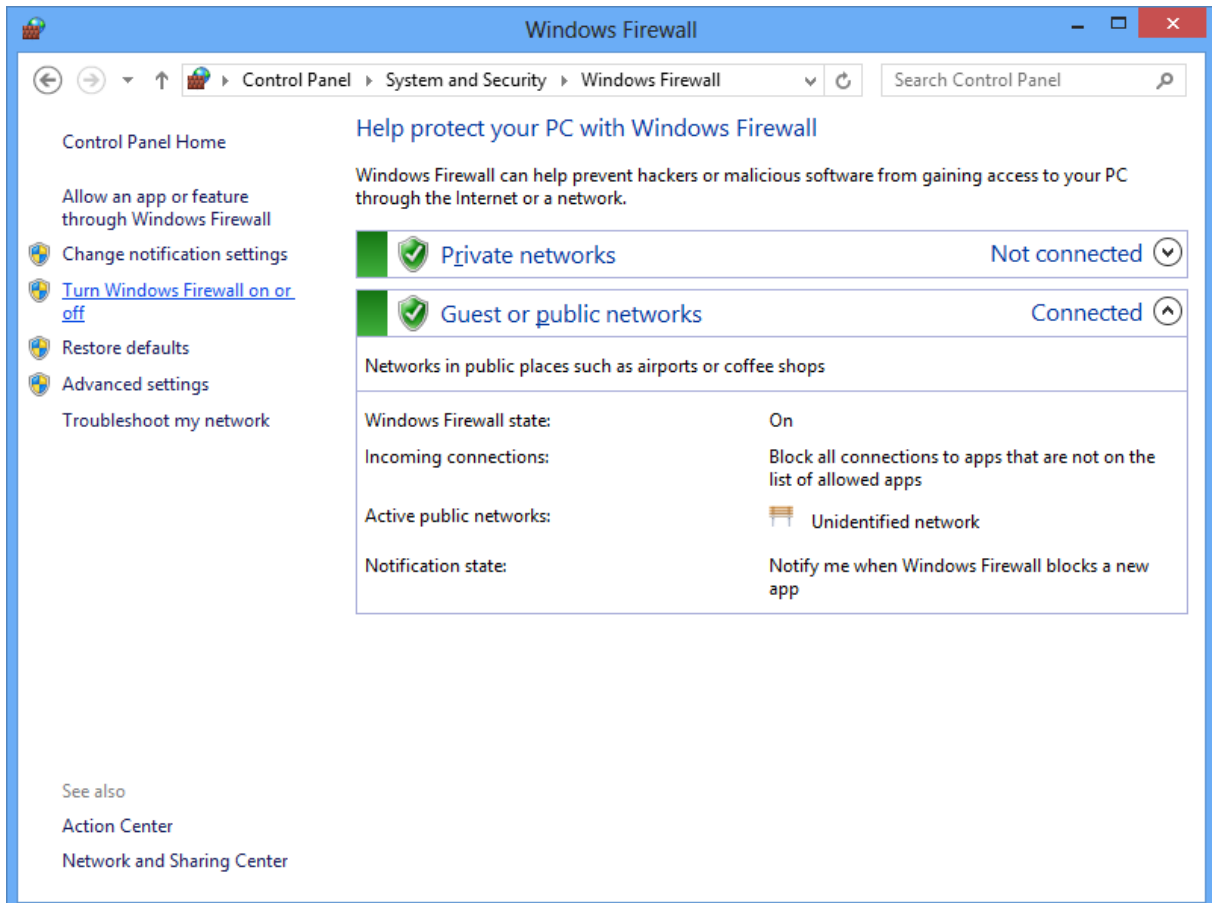 Windows Firewall
Control Panel System and Security Windows Firewall
Search Control Panel
Control Panel Home
Allow an app or feature
through Windows Firewall
Change notification settings
Turn Windows Firewall on or
off
Restore defaults
Advanced settings
Troubleshoot my network
Help protect your PC with Windows Firewall
Windows Firewall can help prevent hackers or malicious software from gaining access to your PC
through the Internet or a network.
Private networks Not connected
Guest or public networks Connected
Networks in public places such as airports or coffee shops
Windows Firewall state: On
Incoming connections: Block all connections to apps that are not on the
list of allowed apps
Active public networks: Unidentified network
Notification state: Notify me when Windows Firewall blocks a new
app
See also
Action Center
Network and Sharing Center